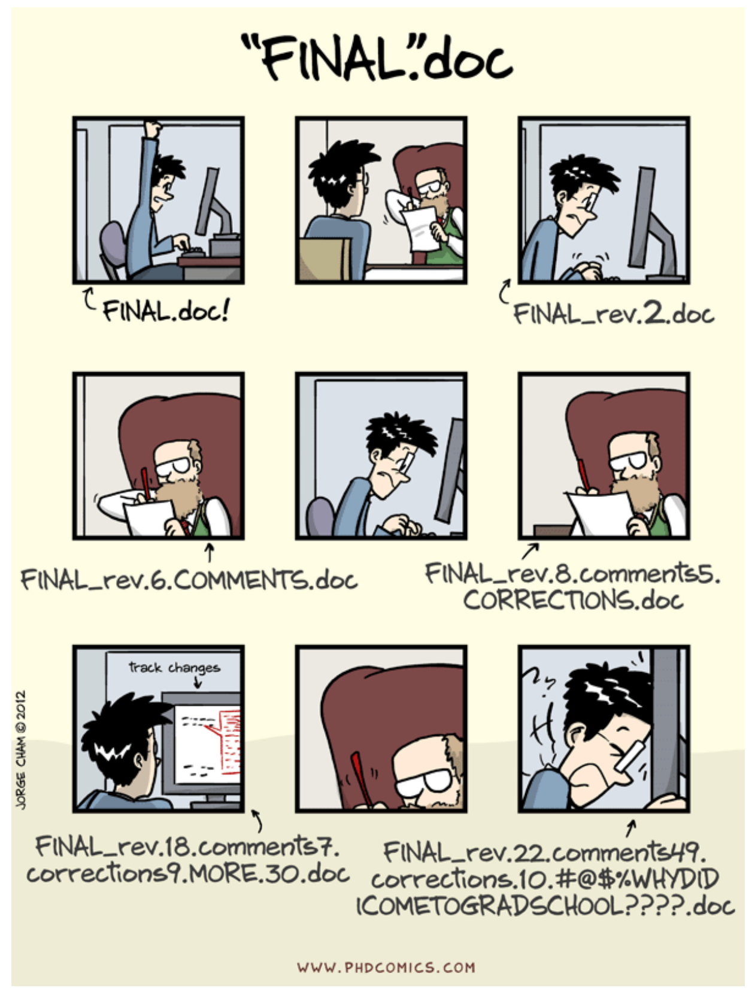 "FINAL".doc
FINAL.doc!
FINAL_rev.2.doc
FINAL_rev.6.COMMENTS.doc
FINAL_rev.8.comments5.
CORRECTIONS.doc
track changes
FINAL_rev.18.comments7.
corrections9.MORE.30.doc
FINAL_rev.22.comments49.
corrections.10.#@$%WHYDID
ICOMETOGRADSCHOOL????.doc
JORGE CHAM © 2012
WWW.PHDCOMICS.COM